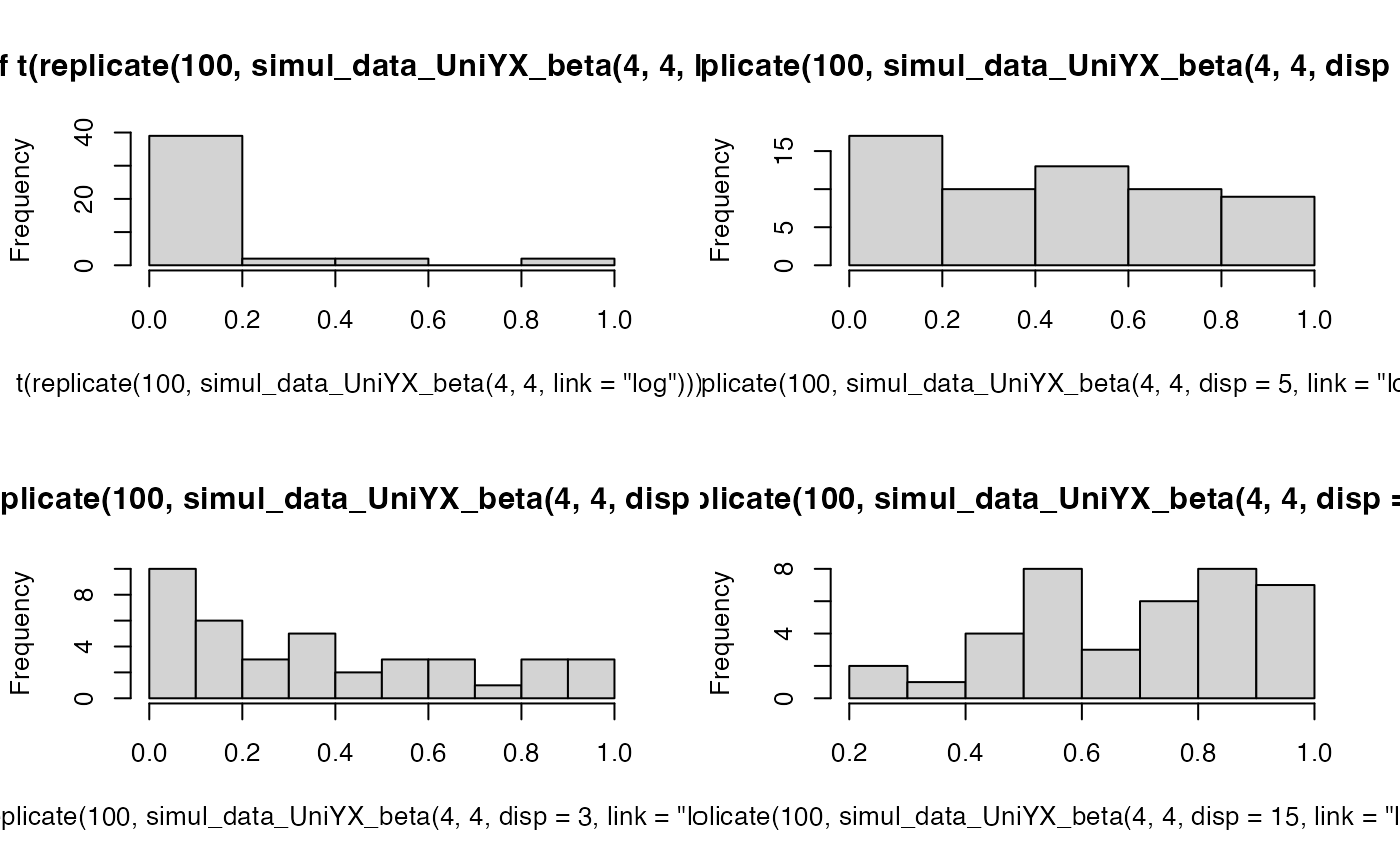 f t(replicate(100, simul_data_UniYX_beta(4, 4, l
plicate(100, simul_data_UniYX_beta(4, 4, disp
Frequency
0 20 40
0.0 0.2 0.4 0.6 0.8 1.0
t(replicate(100, simul_data_UniYX_beta(4, 4, link = "log")))
Frequency
0 5 15
0.0 0.2 0.4 0.6 0.8 1.0
plicate(100, simul_data_UniYX_beta(4, 4, disp = 5, link = "lo
plicate(100, simul_data_UniYX_beta(4, 4, disp
plicate(100, simul_data_UniYX_beta(4, 4, disp =
Frequency
0 4 8
0.0 0.2 0.4 0.6 0.8 1.0
plicate(100, simul_data_UniYX_beta(4, 4, disp = 3, link = "lo
Frequency
0 4 8
0.2 0.4 0.6 0.8 1.0
licate(100, simul_data_UniYX_beta(4, 4, disp = 15, link = "l